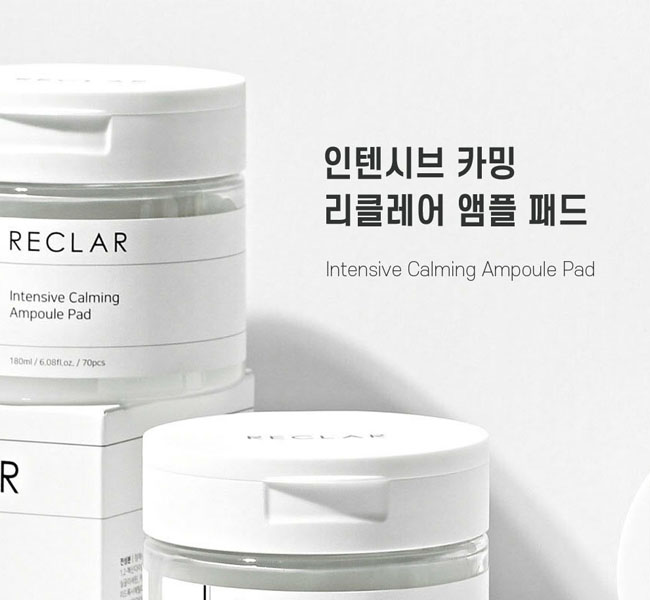 인텐시브 카밍
리클레어 앰플 패드
Intensive Calming Ampoule Pad
RECLAR
RECLAR
Intensive Calming
Ampoule Pad
180ml / 6.08fl.oz. / 70pcs
RECLAR
R